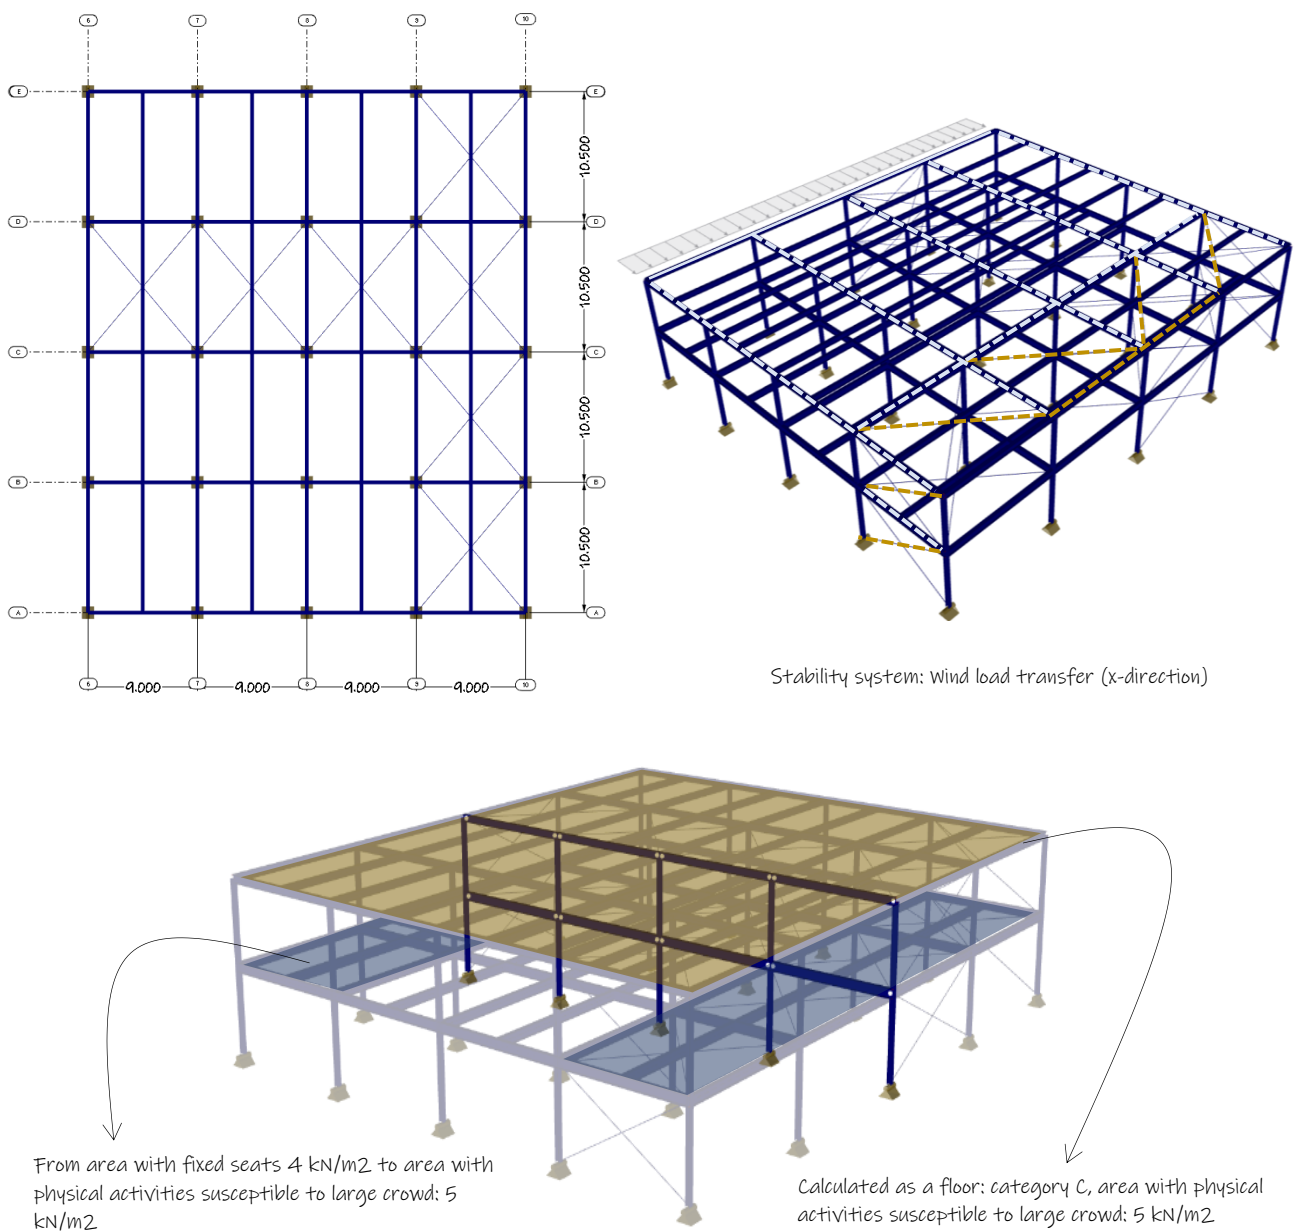 6 7 8 9 10
E E
10.500
D D
10.500
C C
10.500
B B
10.500
A A
6 9.000 7 9.000 8 9.000 9 9.000 10
Stability system: Wind load transfer (x-direction)
From area with fixed seats 4 kN/m2 to area with
physical activities susceptible to large crowd: 5
kN/m2
Calculated as a floor: category C, area with physical
activities susceptible to large crowd: 5 kN/m2